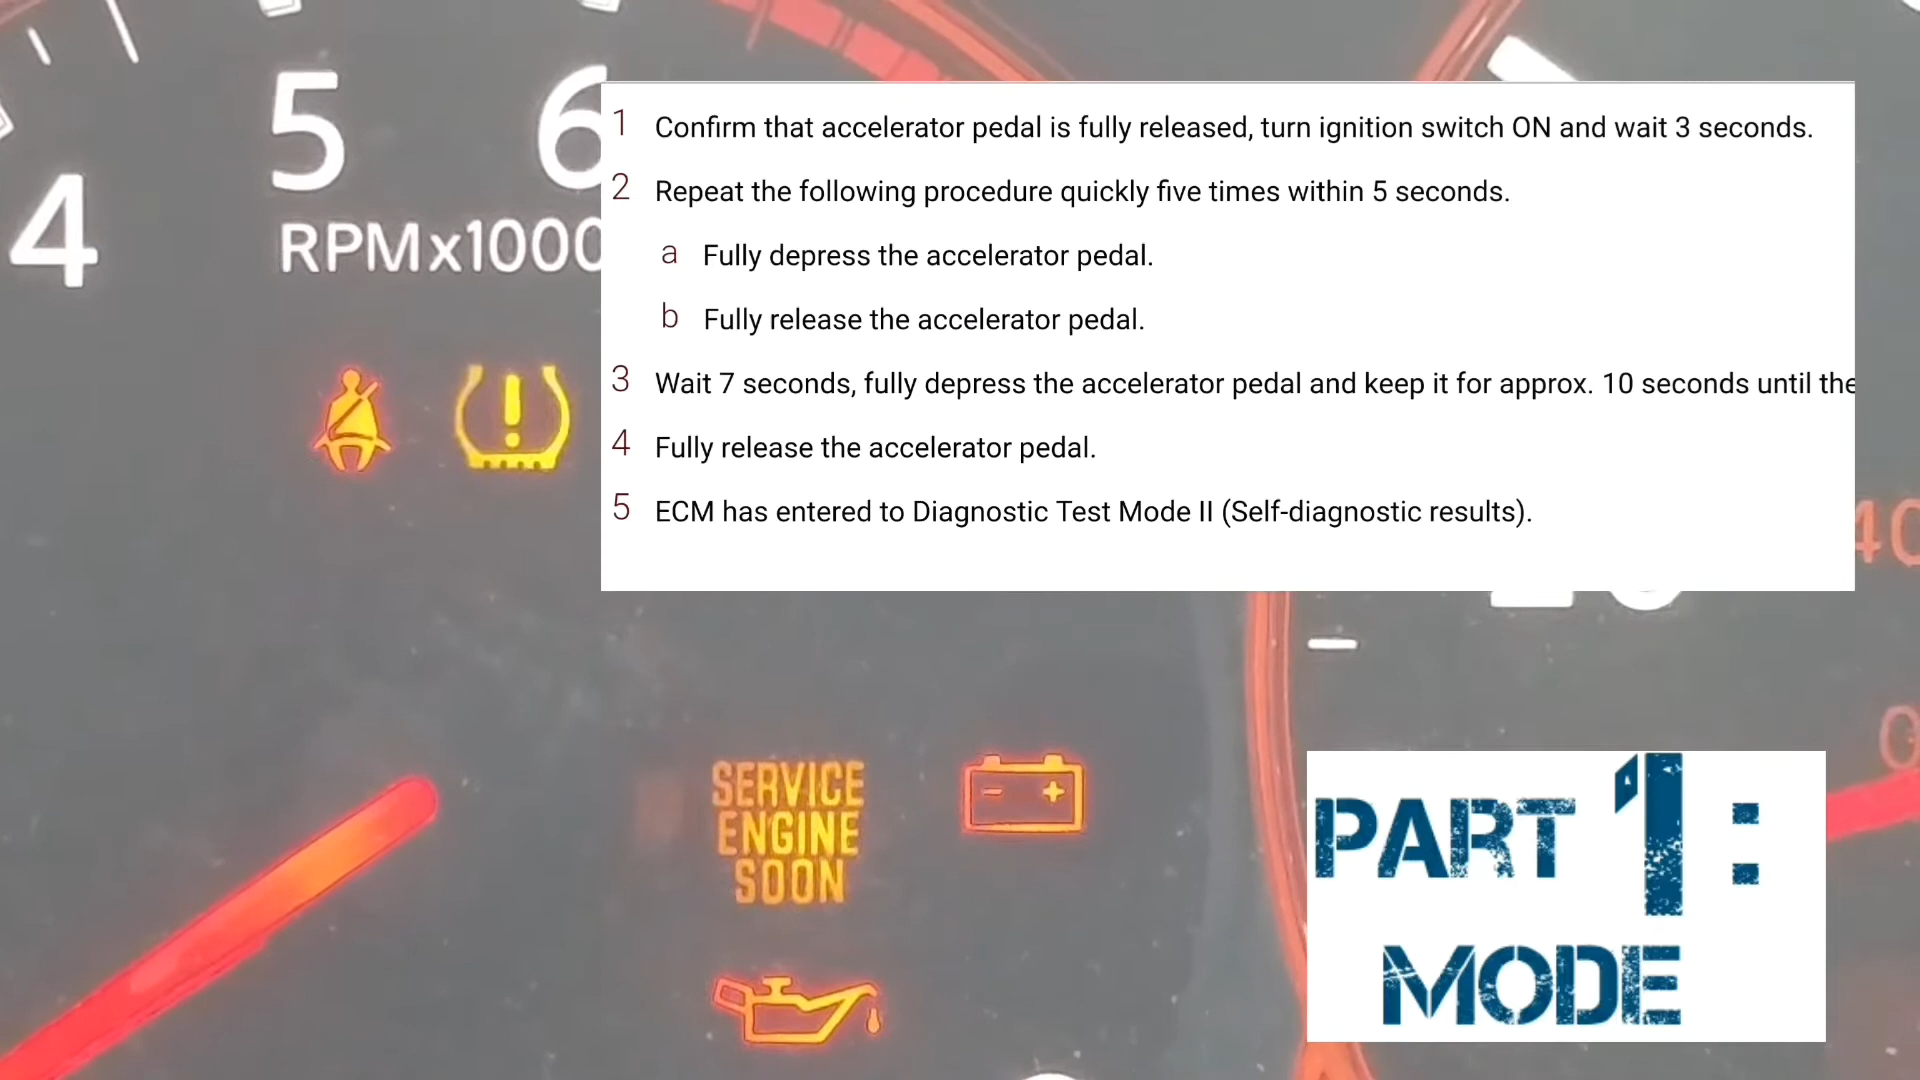 5 6
4
RPMx1000
1 Confirm that accelerator pedal is fully released, turn ignition switch ON and wait 3 seconds.
2 Repeat the following procedure quickly five times within 5 seconds.
a Fully depress the accelerator pedal.
b Fully release the accelerator pedal.
3 Wait 7 seconds, fully depress the accelerator pedal and keep it for approx. 10 seconds until the
4 Fully release the accelerator pedal.
5 ECM has entered to Diagnostic Test Mode II (Self-diagnostic results).
40
0
SERVICE
ENGINE
SOON
PART 1:
MODE